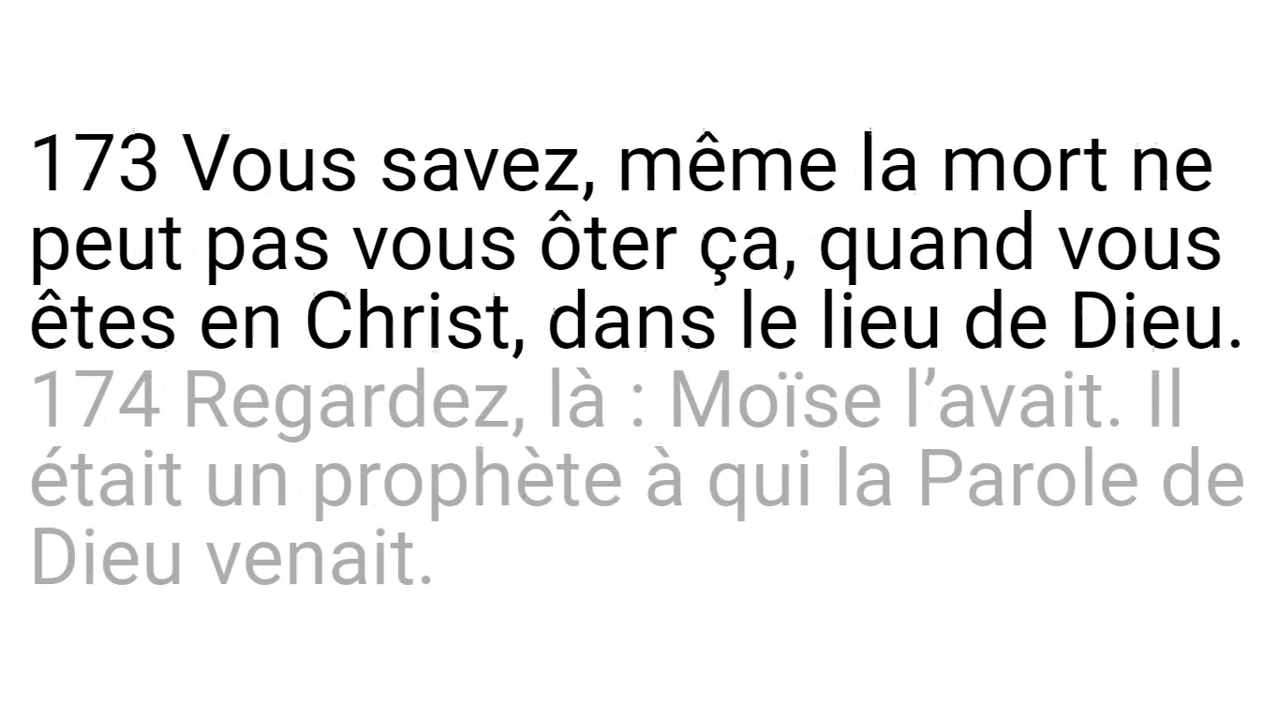 173 Vous savez, même la mort ne
peut pas vous ôter ça, quand vous
êtes en Christ, dans le lieu de Dieu.
174 Regardez, là : Moïse l’avait. Il
était un prophète à qui la Parole de
Dieu venait.